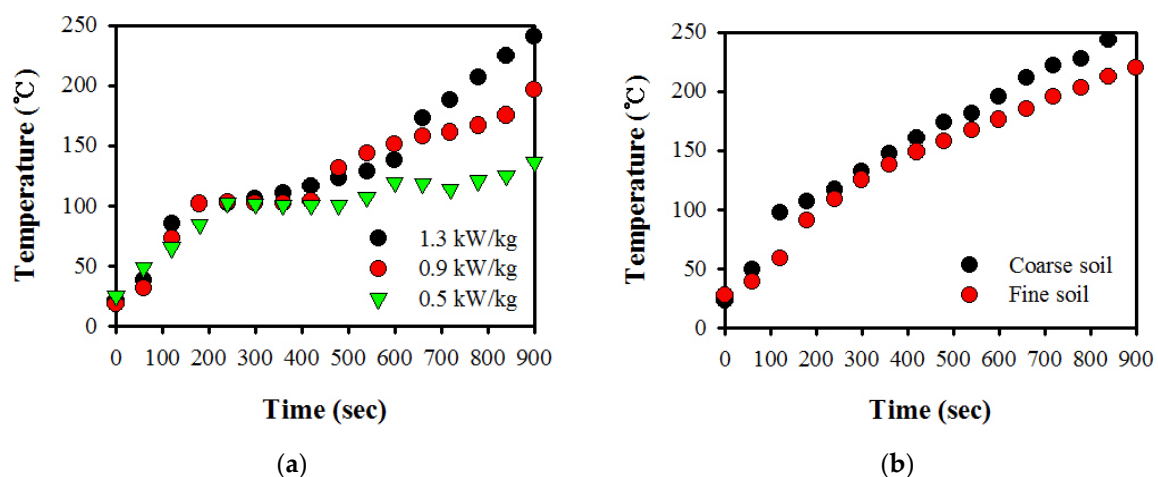 250
200
150
100
50
0
Temperature (℃)
1.3 kW/kg
0.9 kW/kg
0.5 kW/kg
0 100 200 300 400 500 600 700 800 900
Time (sec)
(a)
250
200
150
100
50
0
Temperature (℃)
Coarse soil
Fine soil
0 100 200 300 400 500 600 700 800 900
Time (sec)
(b)